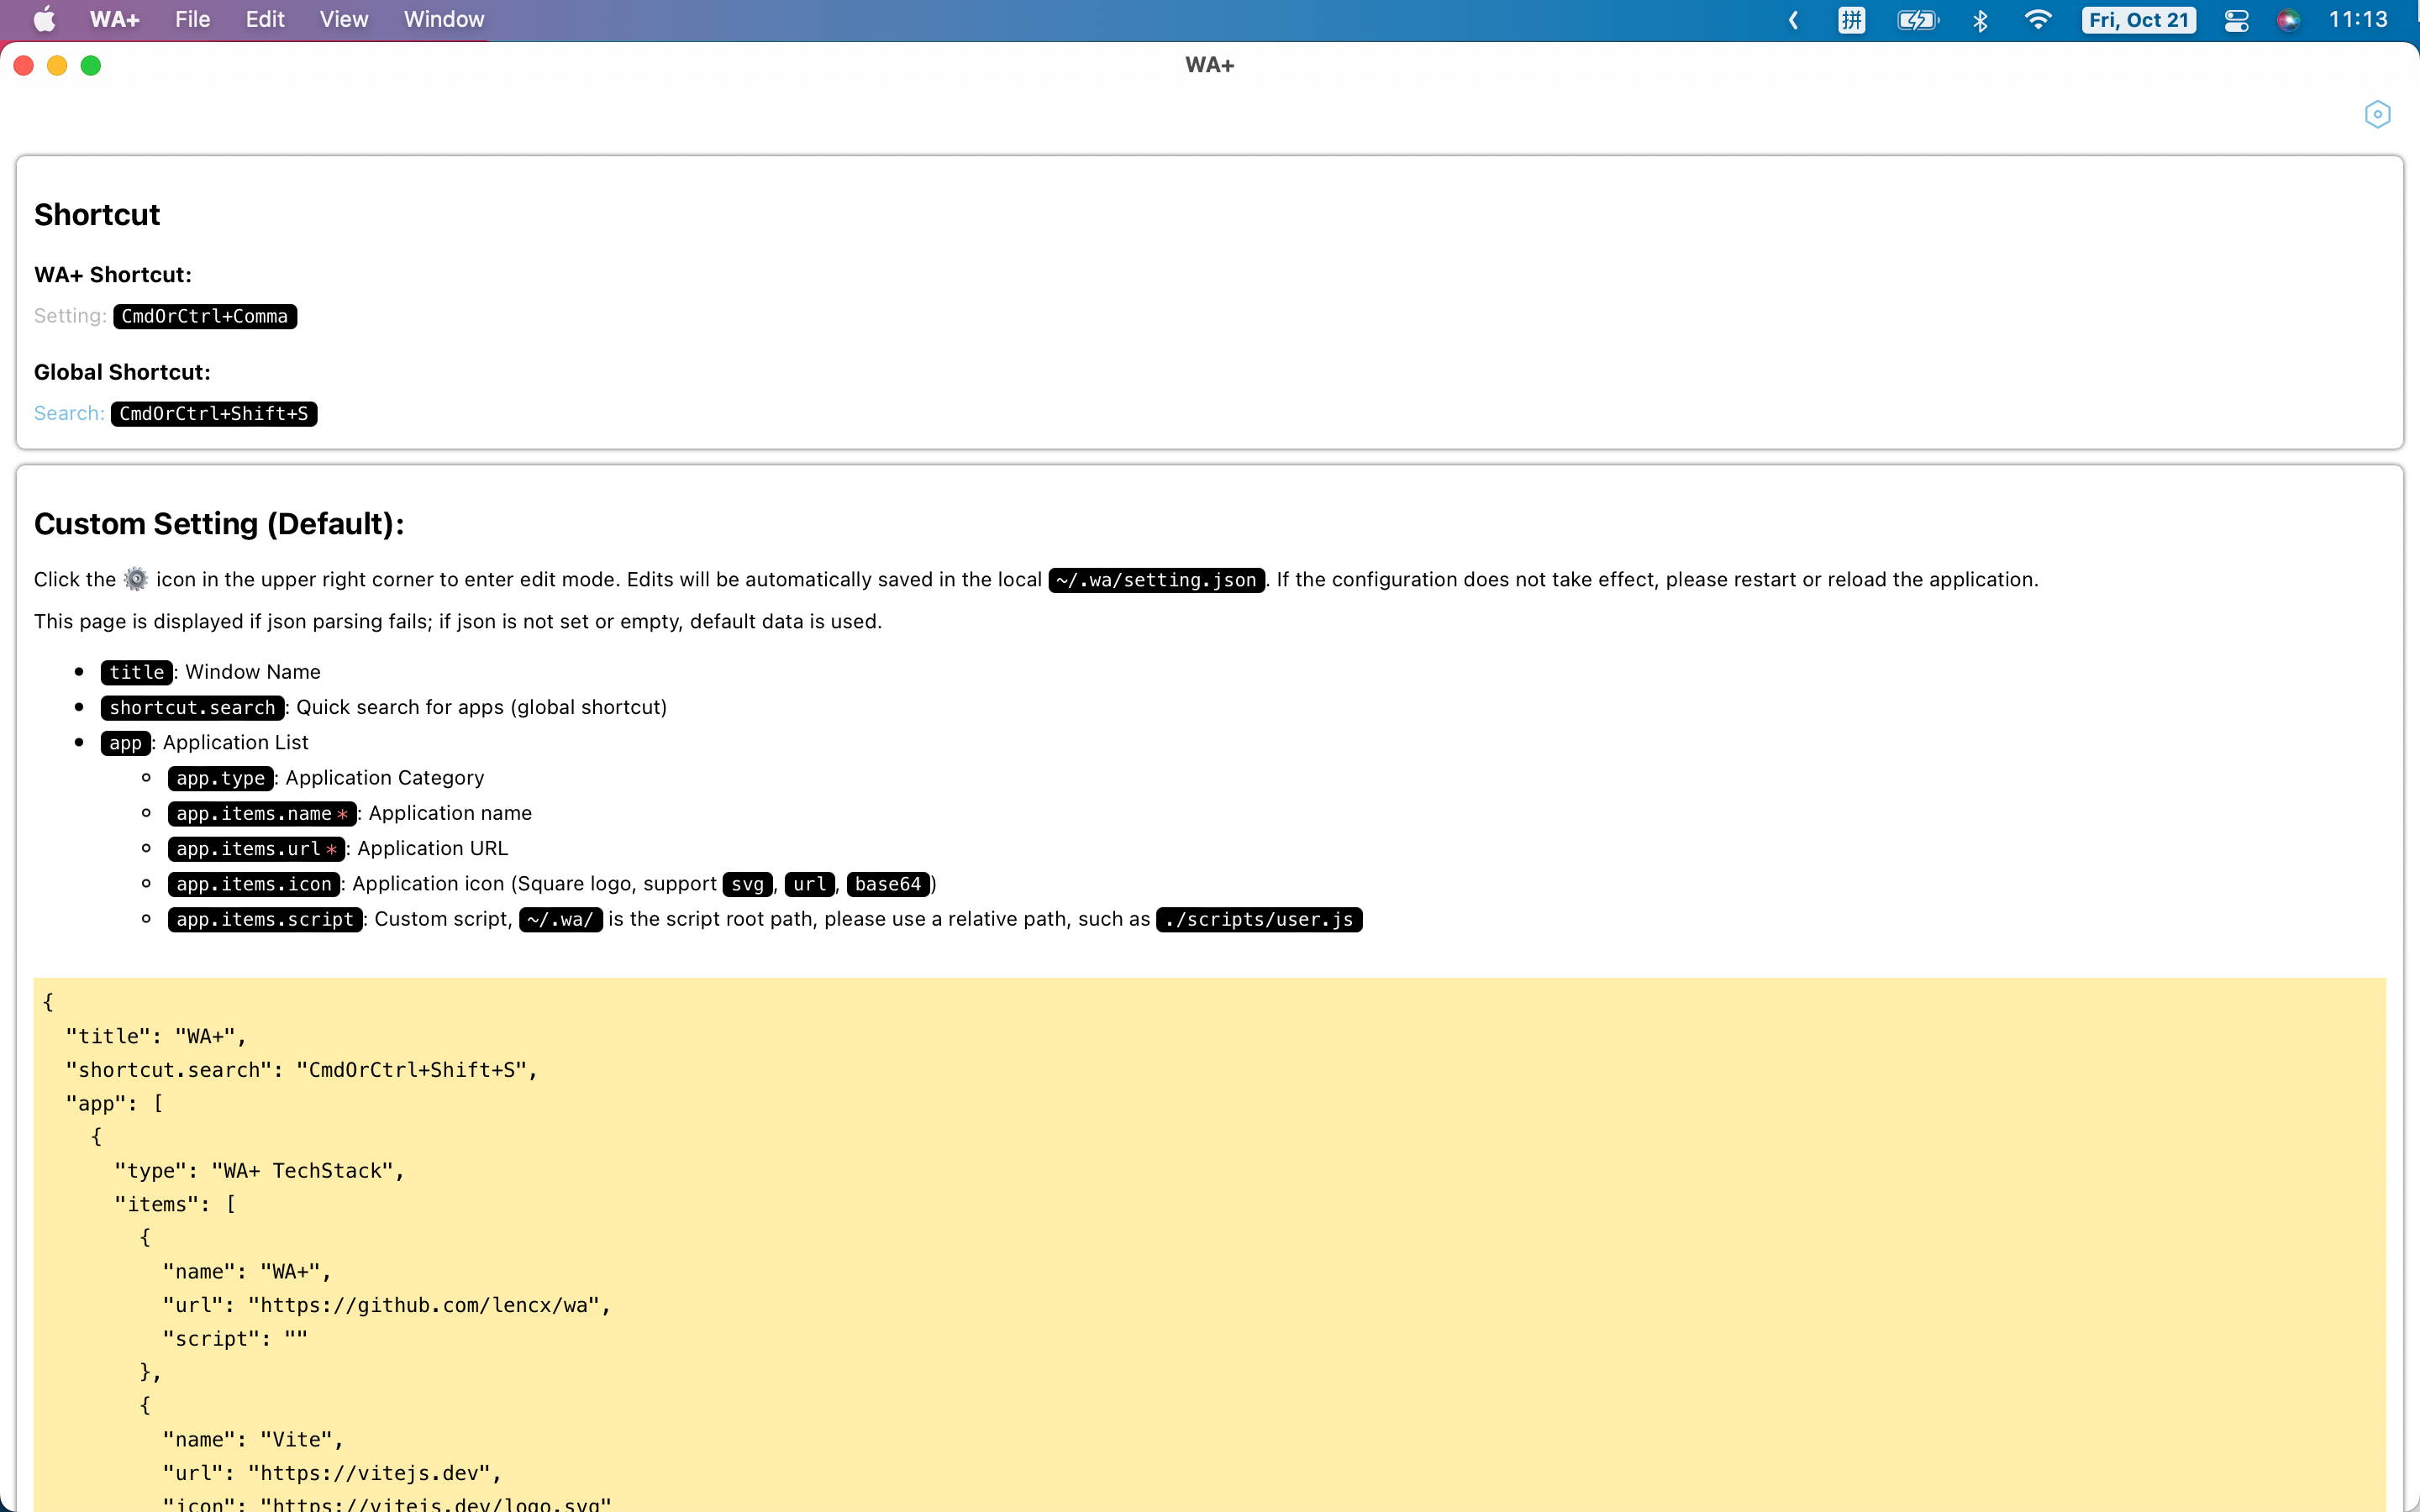 WA+ File Edit View Window 拼 Fri, Oct 21 11:13
WA+
Shortcut
WA+ Shortcut:
Setting: CmdOrCtrl+Comma
Global Shortcut:
Search: CmdOrCtrl+Shift+S
Custom Setting (Default):
Click the ⚙️ icon in the upper right corner to enter edit mode. Edits will be automatically saved in the local ~/.wa/setting.json. If the configuration does not take effect, please restart or reload the application.
This page is displayed if json parsing fails; if json is not set or empty, default data is used.
• title: Window Name
• shortcut.search: Quick search for apps (global shortcut)
• app: Application List
◦ app.type: Application Category
◦ app.items.name*: Application name
◦ app.items.url*: Application URL
◦ app.items.icon: Application icon (Square logo, support svg, url, base64)
◦ app.items.script: Custom script, ~/.wa/ is the script root path, please use a relative path, such as ./scripts/user.js
{
  "title": "WA+",
  "shortcut.search": "CmdOrCtrl+Shift+S",
  "app": [
    {
      "type": "WA+ TechStack",
      "items": [
        {
          "name": "WA+",
          "url": "https://github.com/lencx/wa",
          "script": ""
        },
        {
          "name": "Vite",
          "url": "https://vitejs.dev",
          "icon": "https://vitejs.dev/logo.svg"